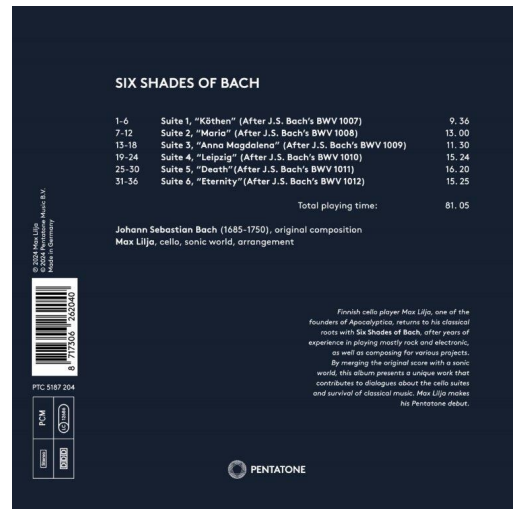 SIX SHADES OF BACH
1-6 Suite 1, “Köthen” (After J.S. Bach’s BWV 1007) 9. 36
7-12 Suite 2, “Maria” (After J.S. Bach’s BWV 1008) 13. 00
13-18 Suite 3, “Anna Magdalena” (After J.S. Bach’s BWV 1009) 11. 30
19-24 Suite 4, “Leipzig” (After J.S. Bach’s BWV 1010) 15. 24
25-30 Suite 5, “Death”(After J.S. Bach’s BWV 1011) 16. 20
31-36 Suite 6, “Eternity”(After J.S. Bach’s BWV 1012) 15. 25
Total playing time: 81. 05
Johann Sebastian Bach (1685-1750), original composition
Max Lilja, cello, sonic world, arrangement
℗ 2024 Max Lilja
© 2024 Pentatone Music B.V.
Made in Germany
8 717306 262040
PTC 5187 204
PCM
LC 13686
Stereo
DDD
Finnish cello player Max Lilja, one of the
founders of Apocalyptica, returns to his classical
roots with Six Shades of Bach, after years of
experience in playing mostly rock and electronic,
as well as composing for various projects.
By merging the original score with a sonic
world, this album presents a unique work that
contributes to dialogues about the cello suites
and survival of classical music. Max Lilja makes
his Pentatone debut.
PENTATONE